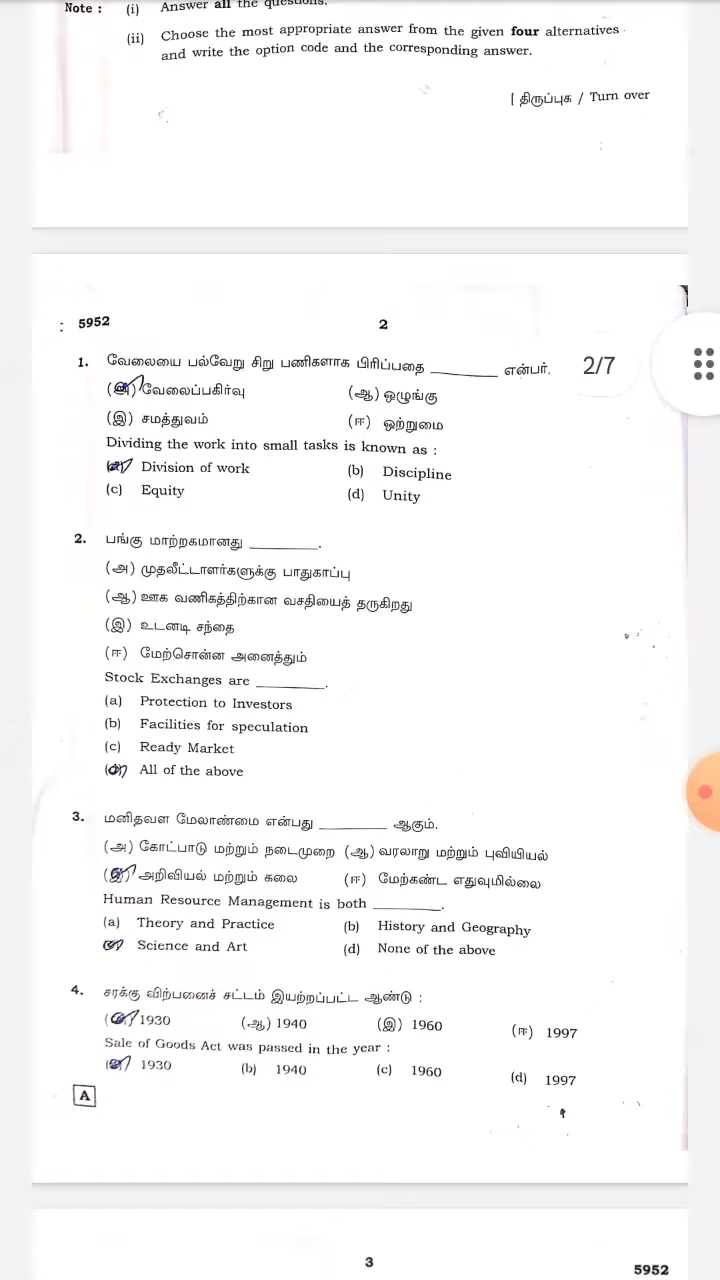 Note : (i) Answer all the questions.
(ii) Choose the most appropriate answer from the given four alternatives
and write the option code and the corresponding answer.
[ திருப்புக / Turn over
: 5952 2
1. வேலையை பல்வேறு சிறு பணிகளாக பிரிப்பதை ________ என்பர்.
2/7
(அ) வேலைப்பகிர்வு (ஆ) ஒழுங்கு
(இ) சமத்துவம் (ஈ) ஒற்றுமை
Dividing the work into small tasks is known as :
(a) Division of work (b) Discipline
(c) Equity (d) Unity
2. பங்கு மாற்றகமானது ________.
(அ) முதலீட்டாளர்களுக்கு பாதுகாப்பு
(ஆ) ஊக வணிகத்திற்கான வசதியைத் தருகிறது
(இ) உடனடி சந்தை
(ஈ) மேற்சொன்ன அனைத்தும்
Stock Exchanges are ________.
(a) Protection to Investors
(b) Facilities for speculation
(c) Ready Market
(d) All of the above
3. மனிதவள மேலாண்மை என்பது ________ ஆகும்.
(அ) கோட்பாடு மற்றும் நடைமுறை (ஆ) வரலாறு மற்றும் புவியியல்
(இ) அறிவியல் மற்றும் கலை (ஈ) மேற்கண்ட எதுவுமில்லை
Human Resource Management is both ________.
(a) Theory and Practice (b) History and Geography
(c) Science and Art (d) None of the above
4. சரக்கு விற்பனைச் சட்டம் இயற்றப்பட்ட ஆண்டு :
(அ) 1930 (ஆ) 1940 (இ) 1960 (ஈ) 1997
Sale of Goods Act was passed in the year :
(a) 1930 (b) 1940 (c) 1960 (d) 1997
A
3 5952